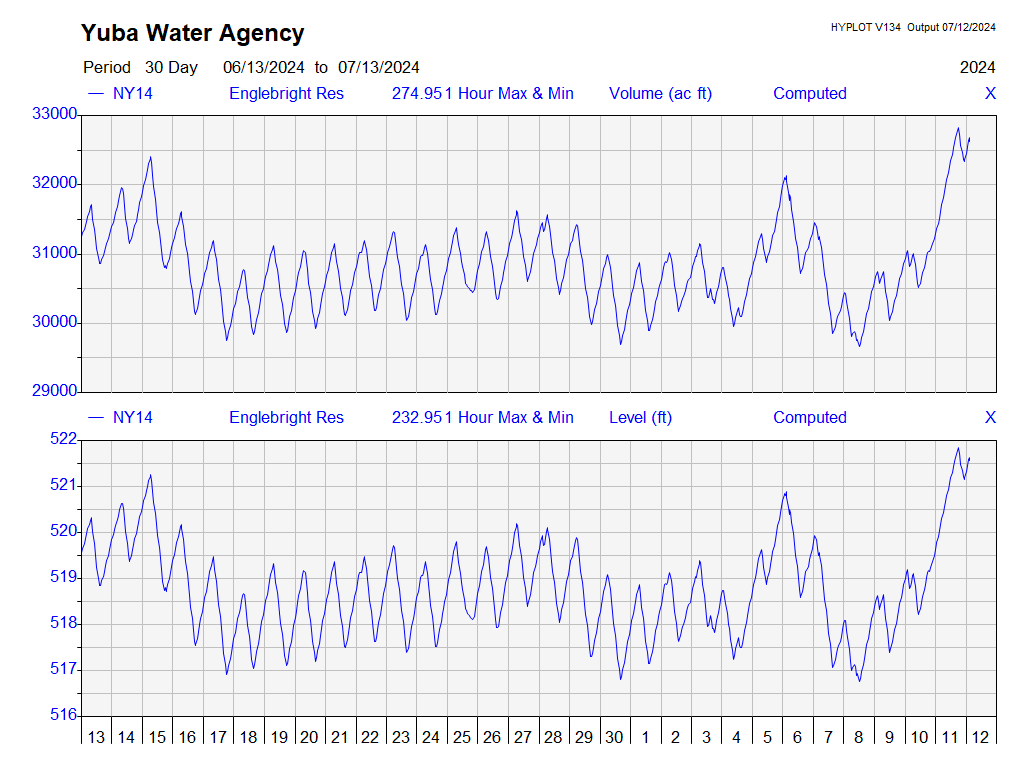 Yuba Water Agency
HYPLOT V134 Output 07/12/2024
Period 30 Day 06/13/2024 to 07/13/2024 2024
NY14 Englebright Res 274.951 Hour Max & Min Volume (ac ft) Computed X
33000
32000
31000
30000
29000
NY14 Englebright Res 232.951 Hour Max & Min Level (ft) Computed X
522
521
520
519
518
517
516
13 14 15 16 17 18 19 20 21 22 23 24 25 26 27 28 29 30 1 2 3 4 5 6 7 8 9 10 11 12